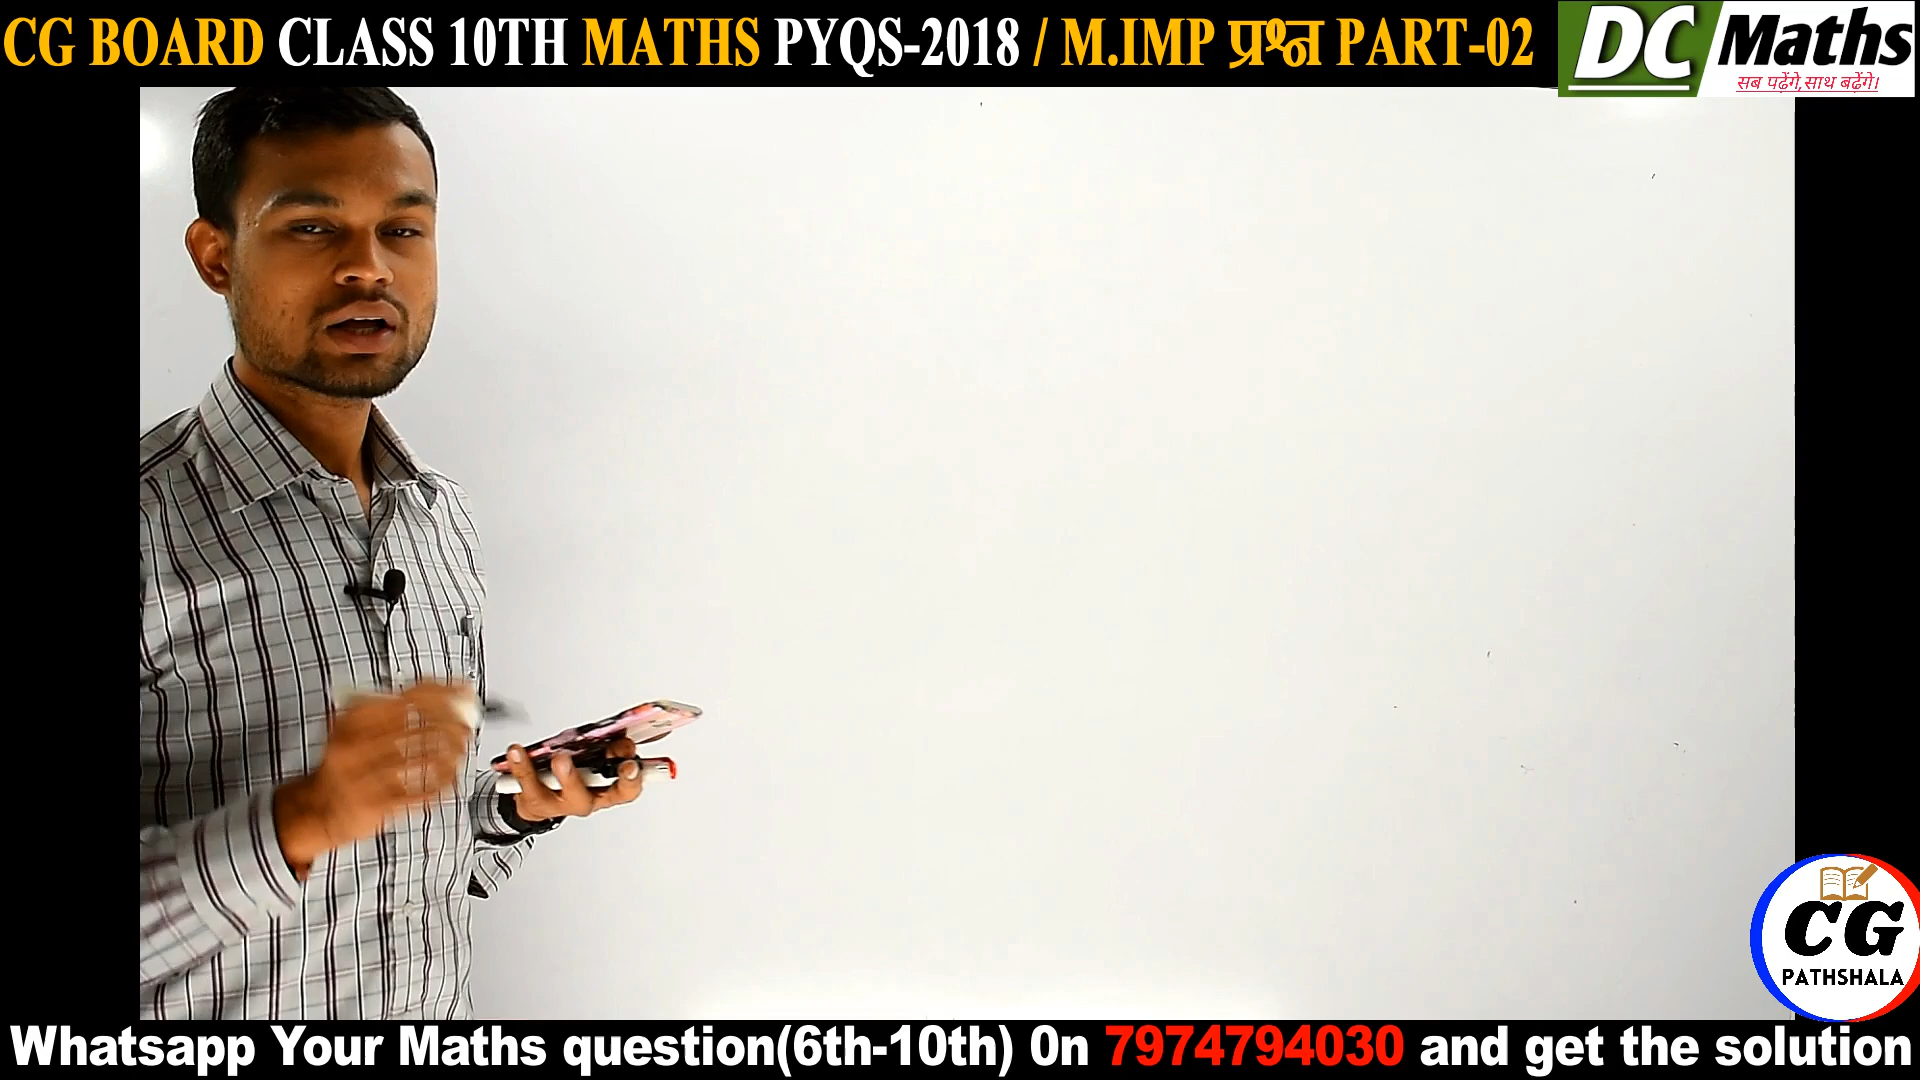 CG BOARD CLASS 10TH MATHS PYQS-2018 / M.IMP प्रश्न PART-02
DC Maths
सब पढ़ेंगे,साथ बढ़ेंगे।
CG
PATHSHALA
Whatsapp Your Maths question(6th-10th) 0n 7974794030 and get the solution